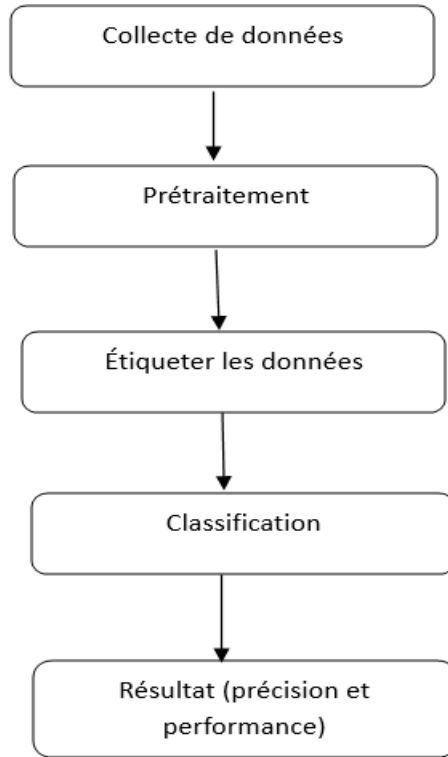 Collecte de données
Prétraitement
Étiqueter les données
Classification
Résultat (précision et
performance)